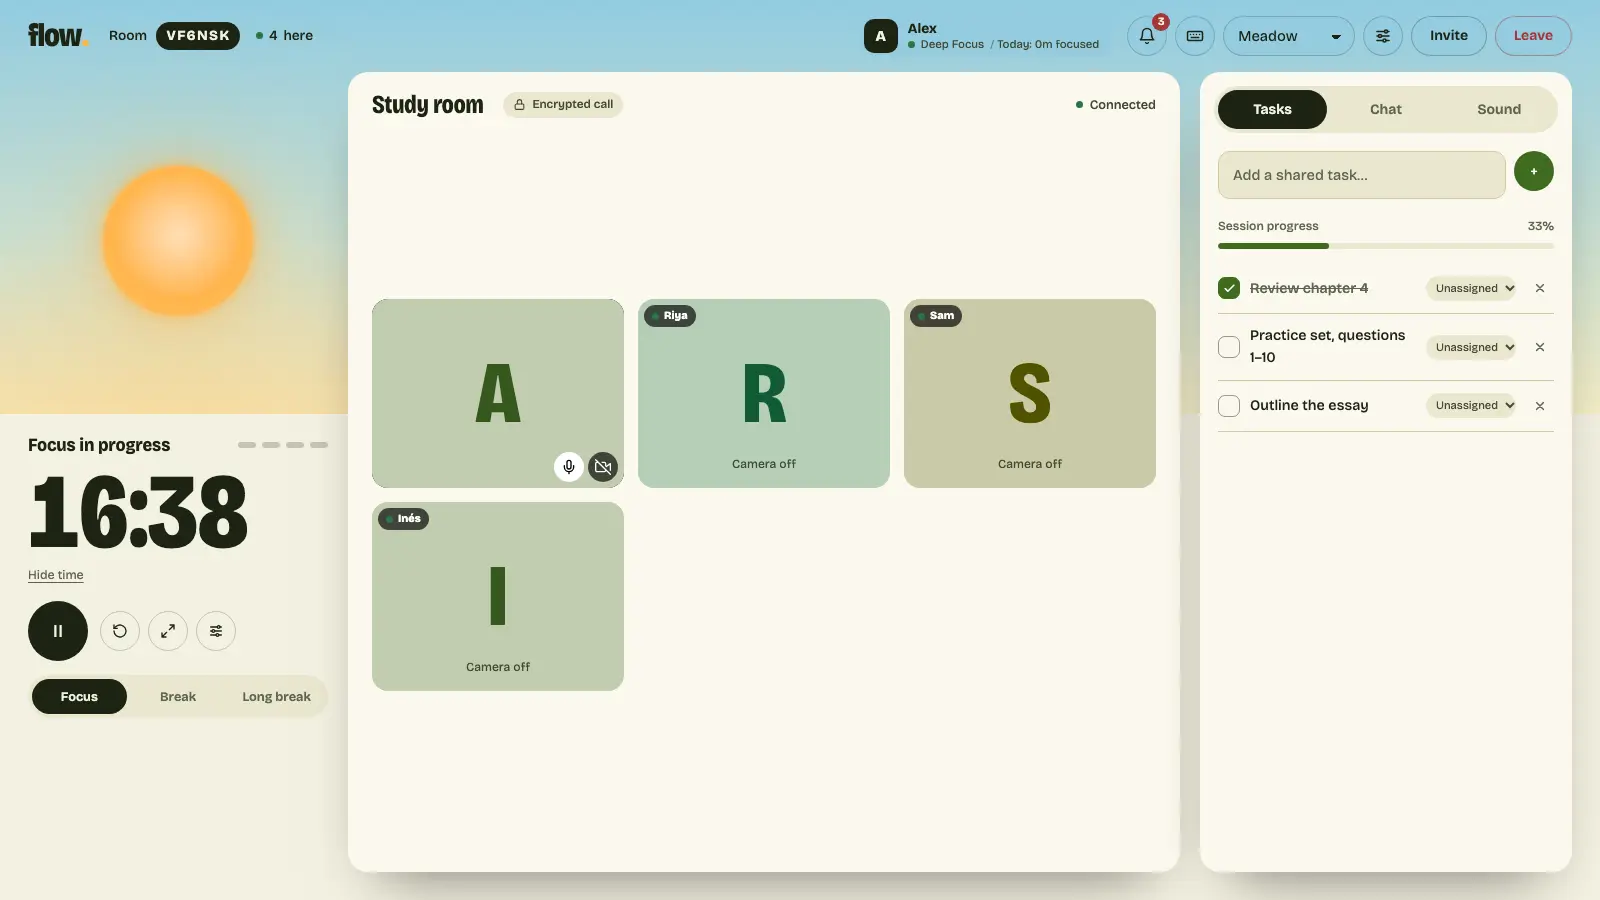 flow.
Room VF6NSK 4 here
A
Alex
Deep Focus / Today: 0m focused
3
Meadow
Invite
Leave
Study room
Encrypted call
Connected
A
Riya
R
Camera off
Sam
S
Camera off
Inés
I
Camera off
Focus in progress
16:38
Hide time
Focus Break Long break
Tasks Chat Sound
Add a shared task...
+
Session progress 33%
Review chapter 4 Unassigned
Practice set, questions
1–10
Unassigned
Outline the essay Unassigned